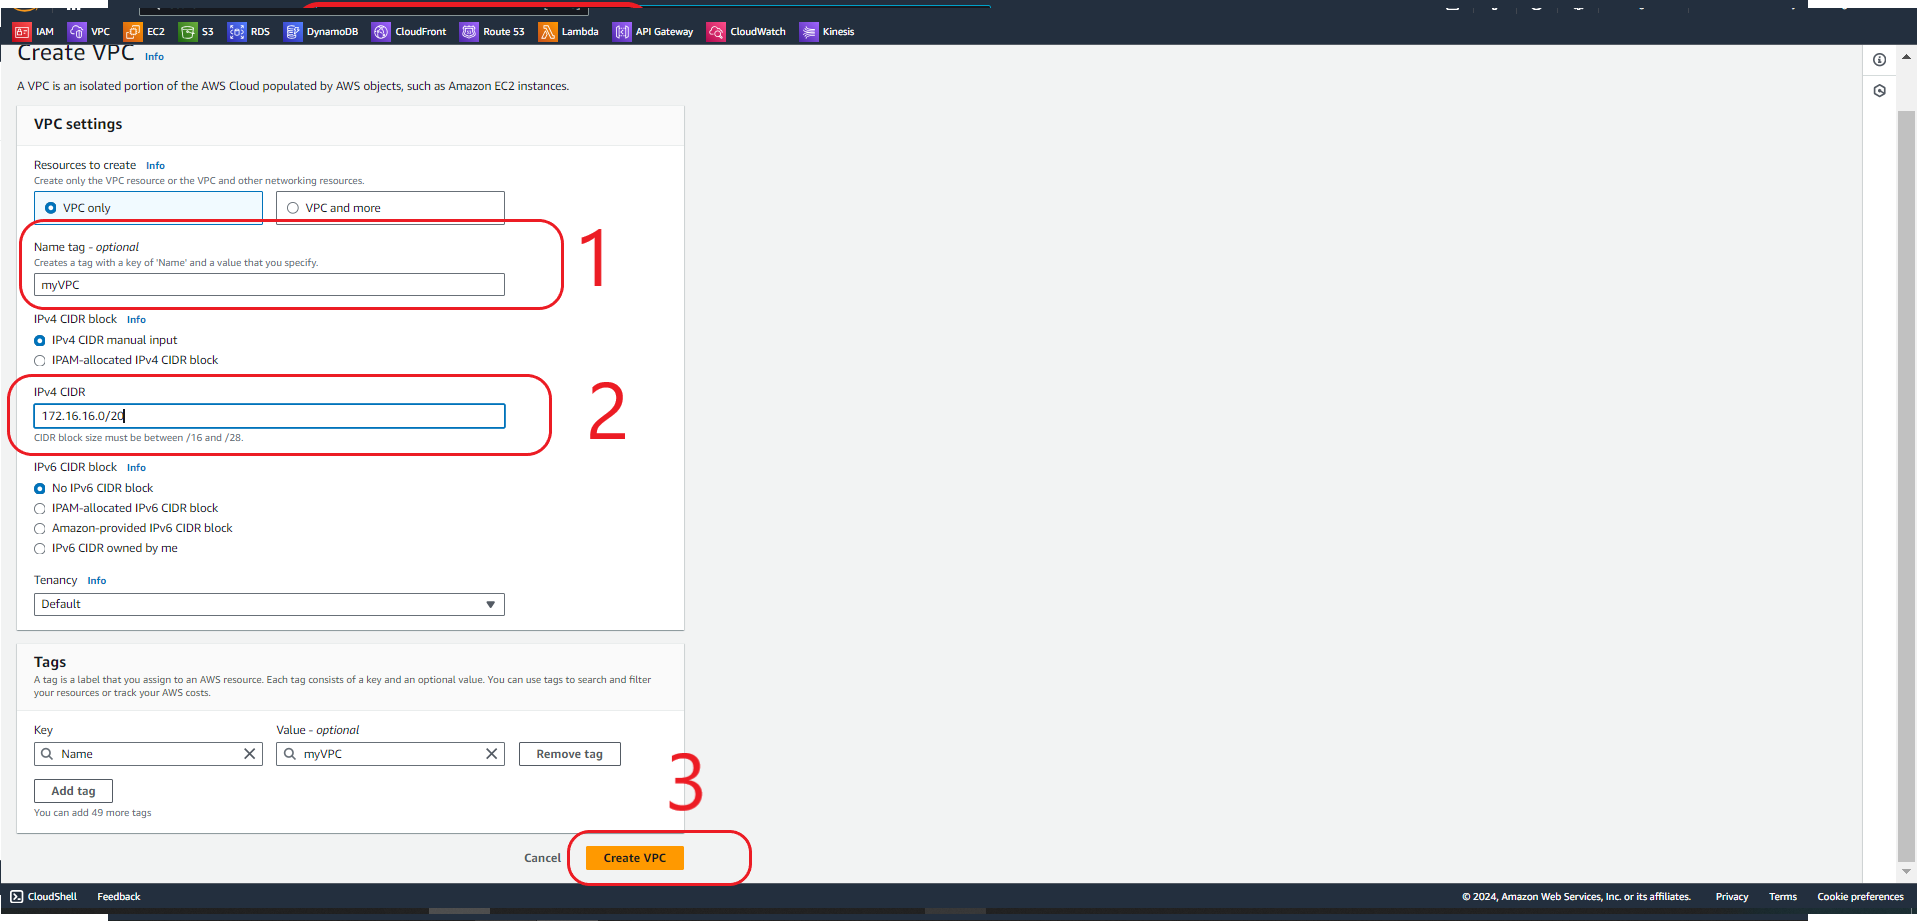 IAM VPC EC2 S3 RDS DynamoDB CloudFront Route 53 Lambda API Gateway CloudWatch Kinesis
Create VPC Info
A VPC is an isolated portion of the AWS Cloud populated by AWS objects, such as Amazon EC2 instances.
VPC settings
Resources to create Info
Create only the VPC resource or the VPC and other networking resources.
VPC only VPC and more
Name tag - optional
Creates a tag with a key of 'Name' and a value that you specify.
myVPC
1
IPv4 CIDR block Info
IPv4 CIDR manual input
IPAM-allocated IPv4 CIDR block
IPv4 CIDR
172.16.16.0/20
CIDR block size must be between /16 and /28.
2
IPv6 CIDR block Info
No IPv6 CIDR block
IPAM-allocated IPv6 CIDR block
Amazon-provided IPv6 CIDR block
IPv6 CIDR owned by me
Tenancy Info
Default
Tags
A tag is a label that you assign to an AWS resource. Each tag consists of a key and an optional value. You can use tags to search and filter
your resources or track your AWS costs.
Key Value - optional
Name myVPC Remove tag
Add tag
You can add 49 more tags
3
Cancel Create VPC
CloudShell Feedback © 2024, Amazon Web Services, Inc. or its affiliates. Privacy Terms Cookie preferences